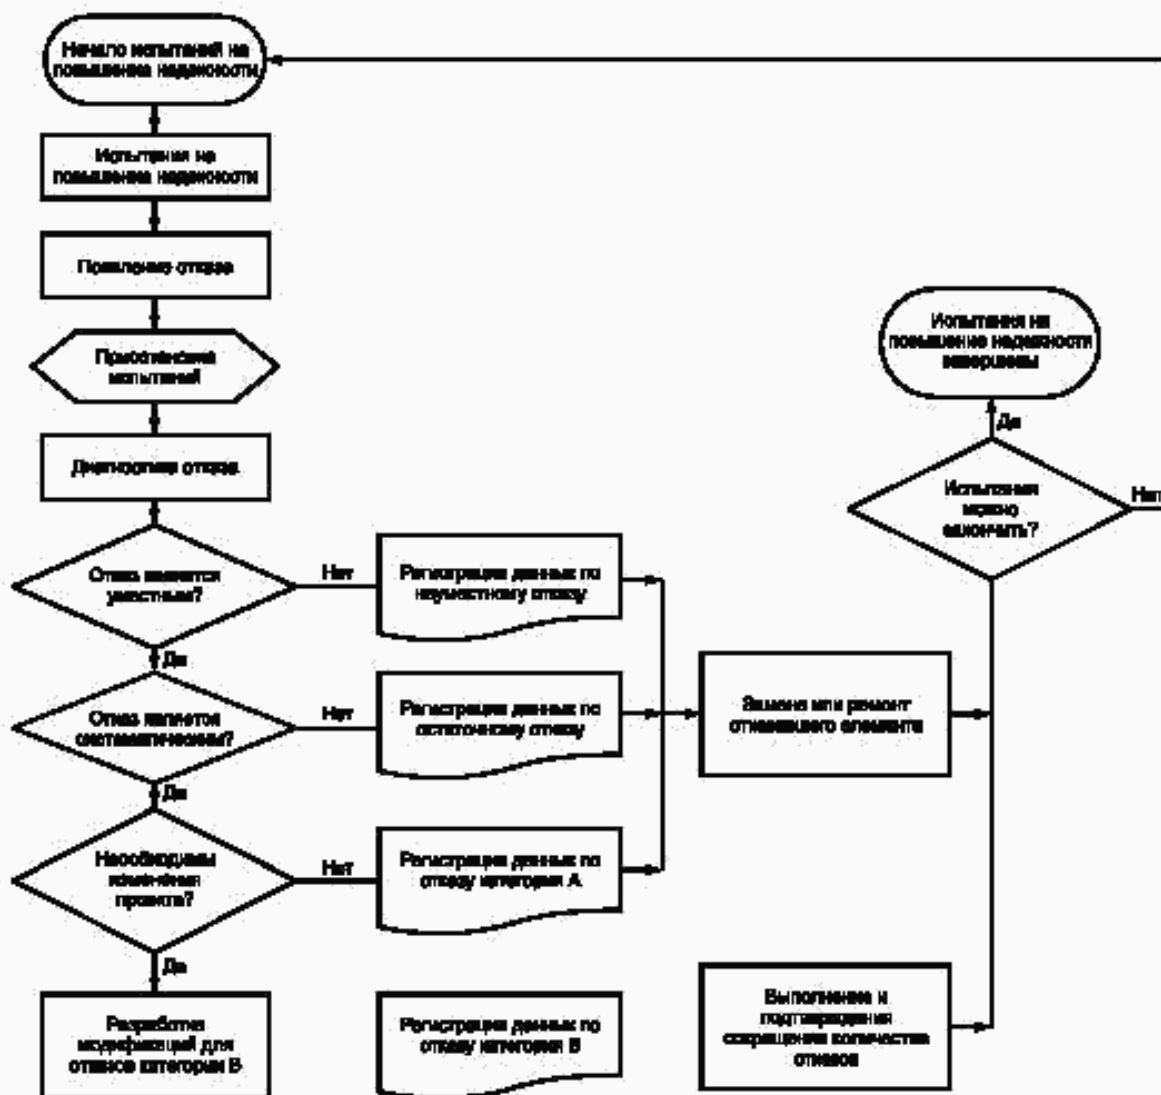 Начало испытаний на
повышение надежности
Испытания на
повышение надежности
Появление отказа
Приостановка
испытаний
Диагностика отказа
Отказ является
уместным?
Нет
Регистрация данных по
неуместному отказу
Да
Отказ является
систематическим?
Нет
Регистрация данных по
остаточному отказу
Да
Необходимы
изменения
проекта?
Нет
Регистрация данных по
отказу категории А
Да
Разработка
модификаций для
отказов категории В
Регистрация данных по
отказу категории В
Замена или ремонт
отказавшего элемента
Выполнение и
подтверждения
сокращения количества
отказов
Испытания на
повышение надежности
завершены
Да
Испытания
можно
закончить?
Нет